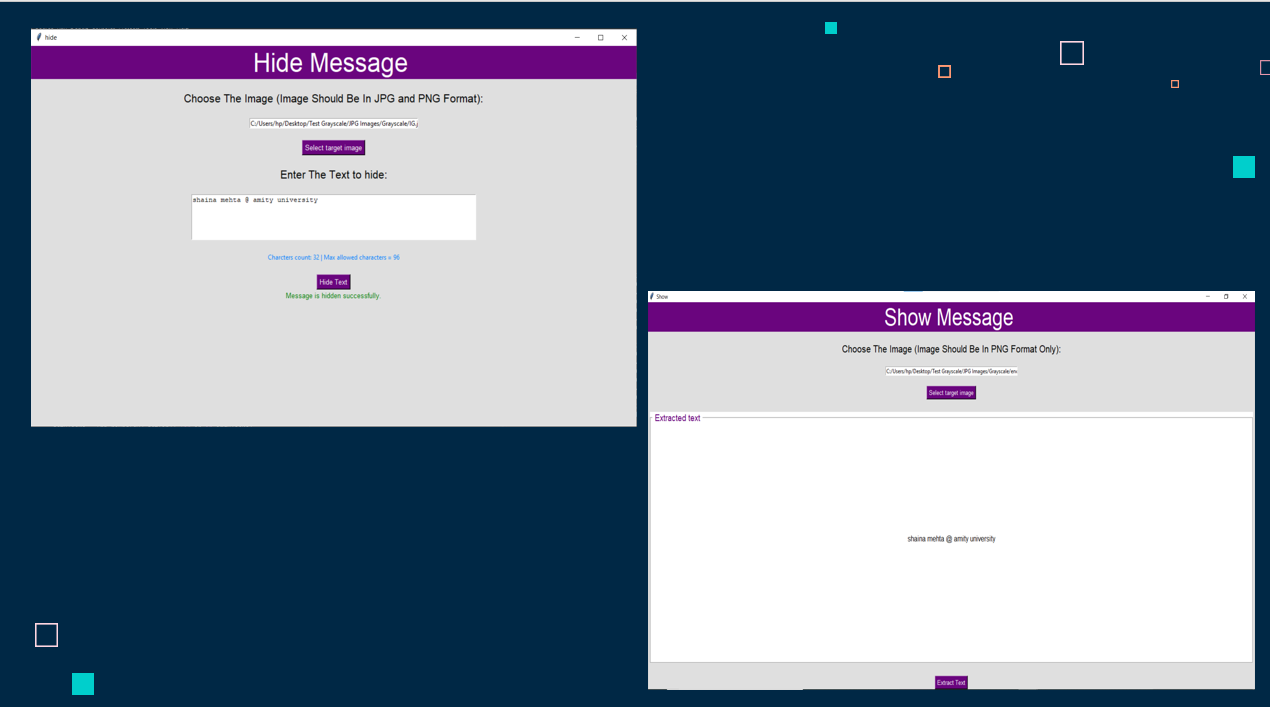 hide
Hide Message
Choose The Image (Image Should Be In JPG and PNG Format):
C:/Users/hp/Desktop/Test Grayscale/JPG Images/Grayscale/IG.j
Select target image
Enter The Text to hide:
shaina mehta @ amity university
Charcters count: 32 | Max allowed characters = 96
Hide Text
Message is hidden successfully.
Show
Show Message
Choose The Image (Image Should Be In PNG Format Only):
C:/Users/hp/Desktop/Test Grayscale/JPG Images/Grayscale/en
Select target image
Extracted text
shaina mehta @ amity university
Extract Text